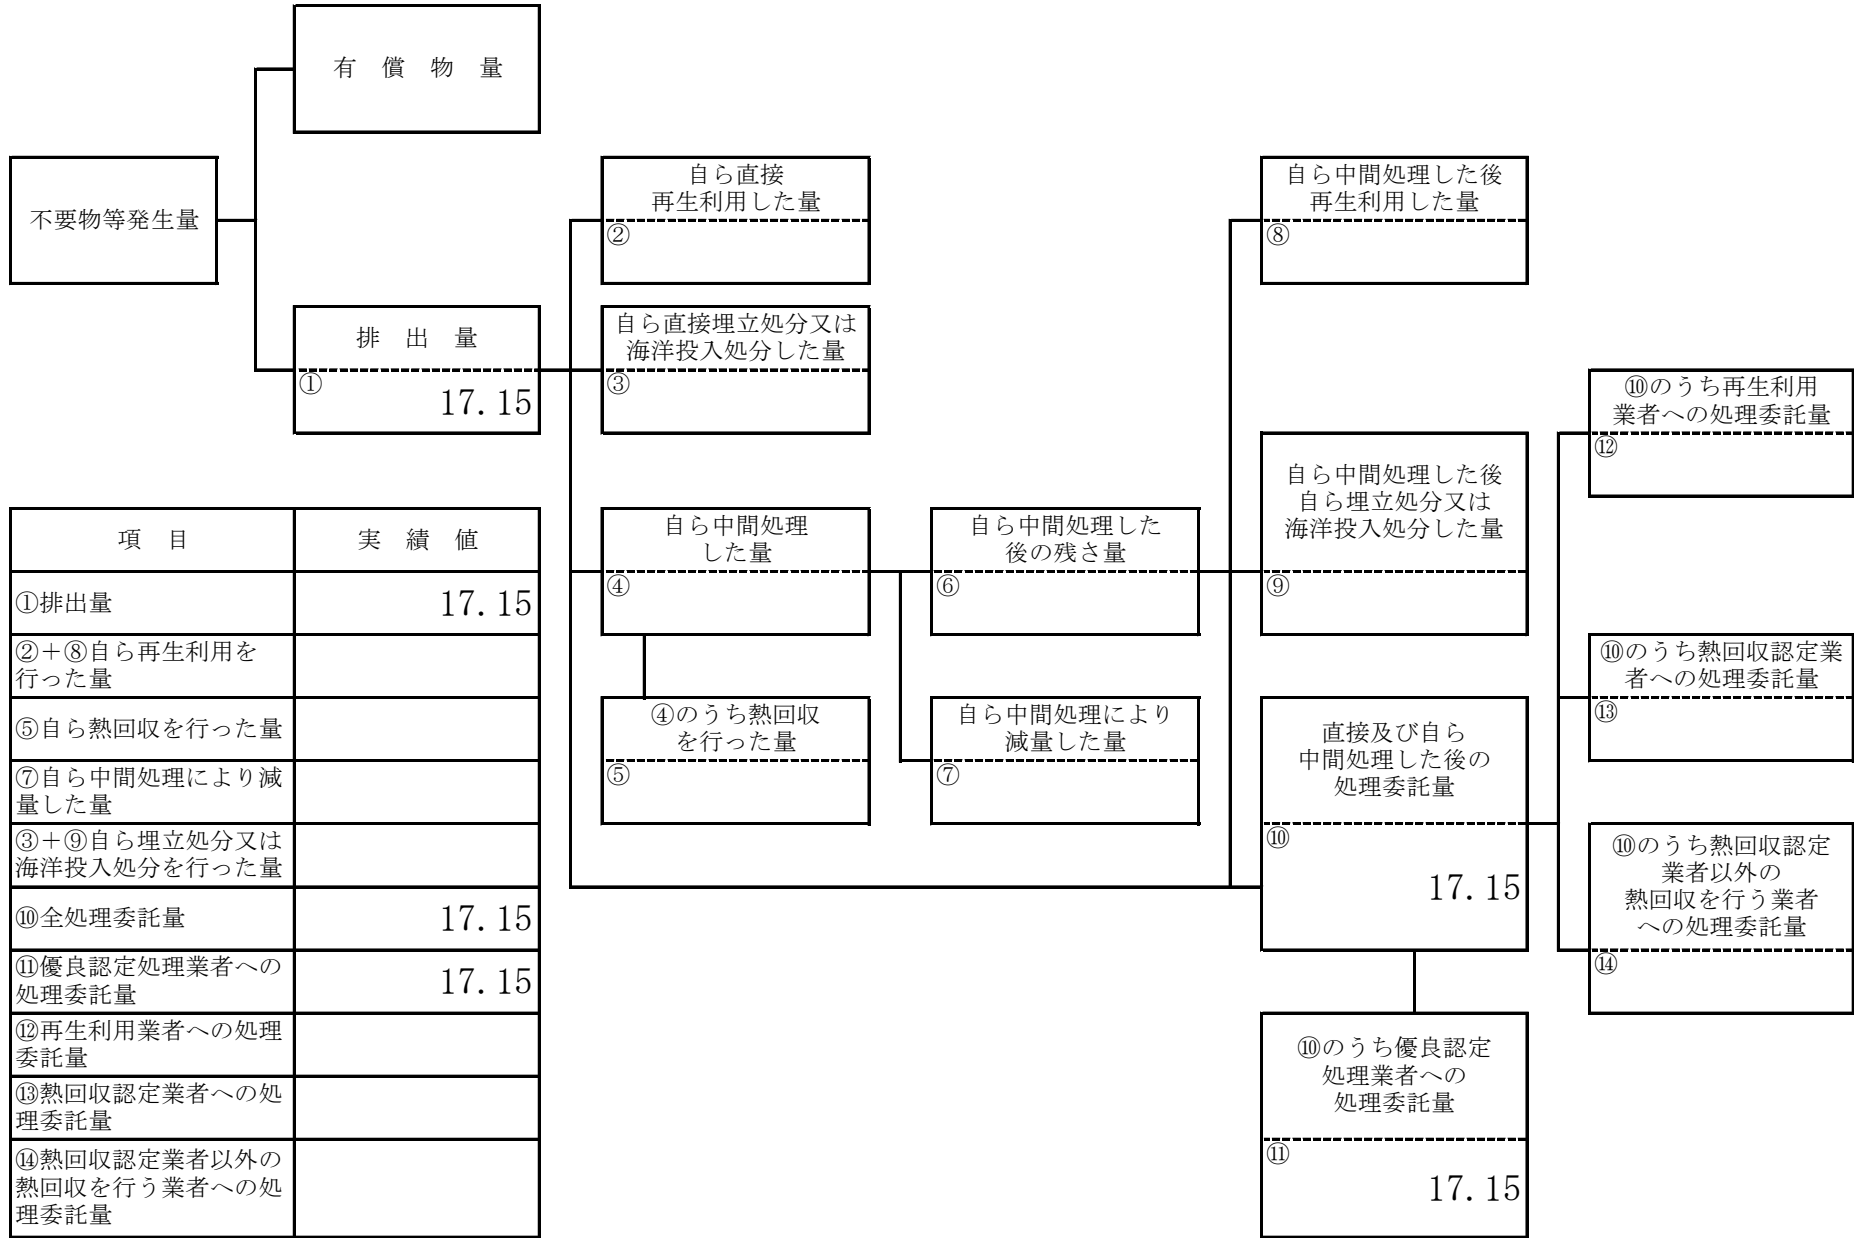 有 償 物 量
不要物等発生量
排 出 量
①
17.15
自ら直接
再生利用した量
②
自ら直接埋立処分又は
海洋投入処分した量
③
自ら中間処理
した量
④
④のうち熱回収
を行った量
⑤
自ら中間処理した
後の残さ量
⑥
自ら中間処理により
減量した量
⑦
自ら中間処理した後
再生利用した量
⑧
自ら中間処理した後
自ら埋立処分又は
海洋投入処分した量
⑨
直接及び自ら
中間処理した後の
処理委託量
⑩
17.15
⑩のうち優良認定
処理業者への
処理委託量
⑪
17.15
⑩のうち再生利用
業者への処理委託量
⑫
⑩のうち熱回収認定業
者への処理委託量
⑬
⑩のうち熱回収認定
業者以外の
熱回収を行う業者
への処理委託量
⑭
項 目 実 績 値
①排出量 17.15
②+⑧自ら再生利用を
行った量
⑤自ら熱回収を行った量
⑦自ら中間処理により減
量した量
③+⑨自ら埋立処分又は
海洋投入処分を行った量
⑩全処理委託量 17.15
⑪優良認定処理業者への
処理委託量 17.15
⑫再生利用業者への処理
委託量
⑬熱回収認定業者への処
理委託量
⑭熱回収認定業者以外の
熱回収を行う業者への処
理委託量